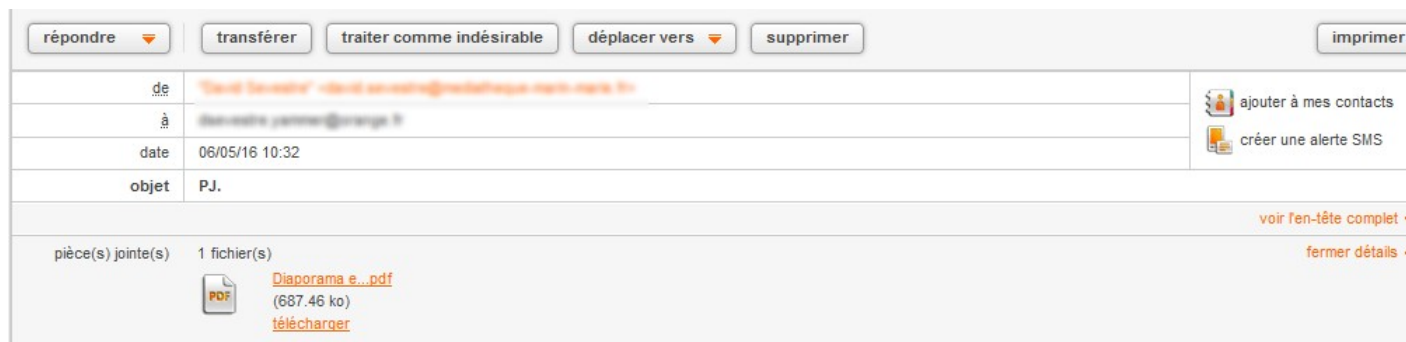 répondre transférer traiter comme indésirable déplacer vers supprimer imprimer
de
à
date 06/05/16 10:32
objet PJ.
ajouter à mes contacts
créer une alerte SMS
voir l'en-tête complet
pièce(s) jointe(s) 1 fichier(s) fermer détails
PDF Diaporama e...pdf
(687.46 ko)
télécharger